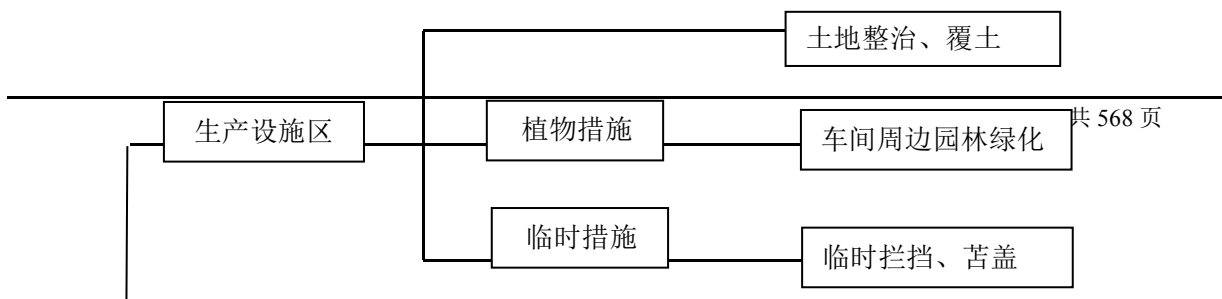 土地整治、覆土
共 568 页
生产设施区
植物措施
车间周边园林绿化
临时措施
临时拦挡、苫盖